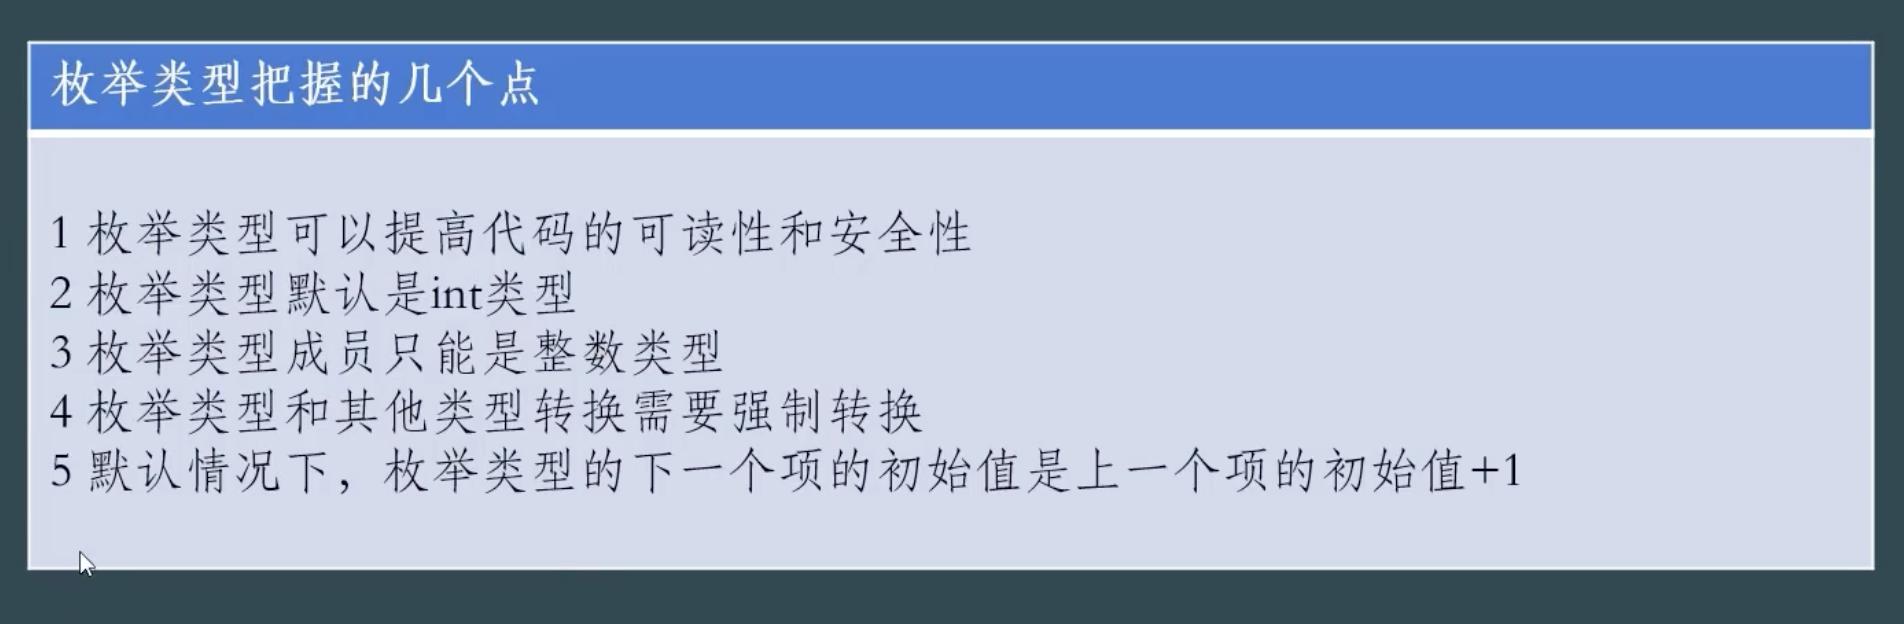 枚举类型把握的几个点
1 枚举类型可以提高代码的可读性和安全性
2 枚举类型默认是int类型
3 枚举类型成员只能是整数类型
4 枚举类型和其他类型转换需要强制转换
5 默认情况下，枚举类型的下一个项的初始值是上一个项的初始值+1